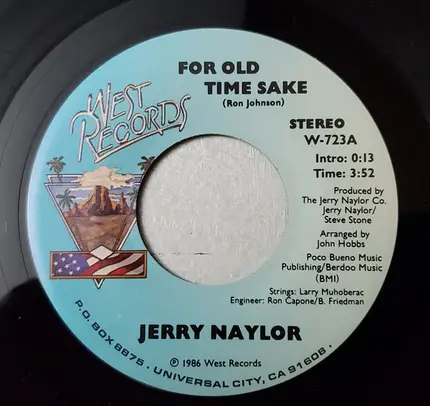 FOR OLD
TIME SAKE
(Ron Johnson)
WEST
RECORDS
STEREO
W-723A
Intro: 0:13
Time: 3:52
Produced by
The Jerry Naylor Co.
Jerry Naylor/
Steve Stone
Arranged by
John Hobbs
Poco Bueno Music
Publishing/Berdoo Music
(BMI)
Strings: Larry Muhoberac
Engineer: Ron Capone/B. Friedman
JERRY NAYLOR
℗ 1986 West Records
P.O. BOX 8875 · UNIVERSAL CITY, CA 91608 ·